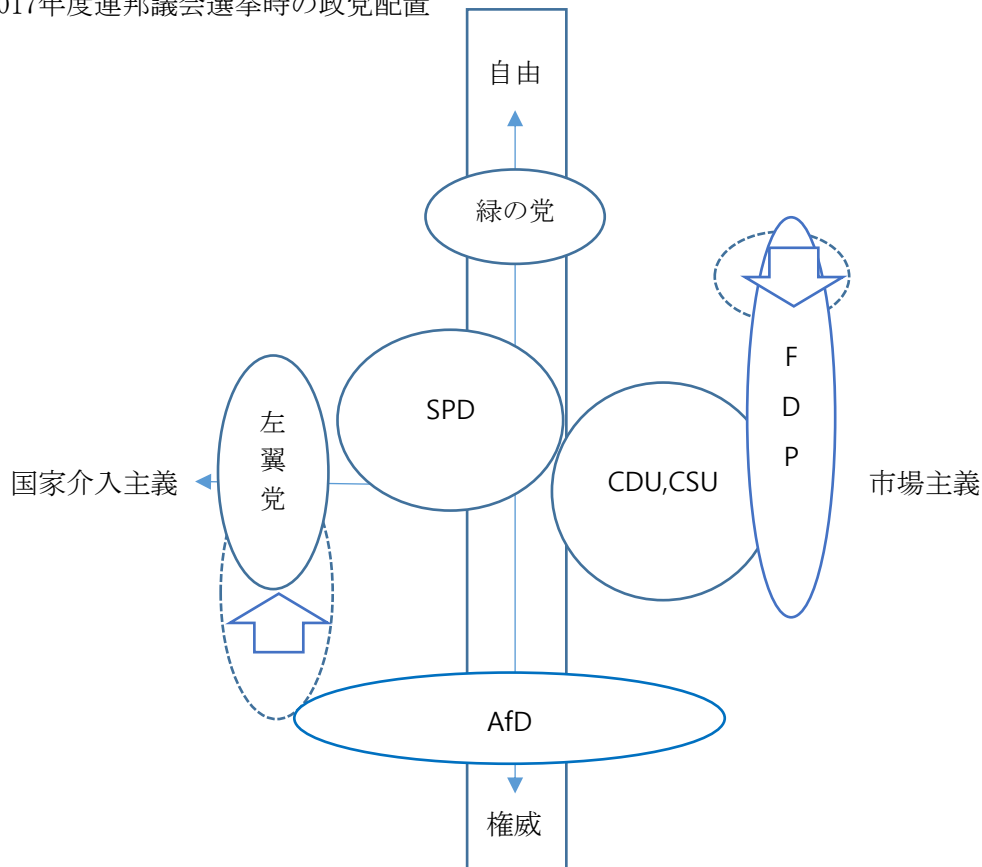 017年度連邦議会選挙時の政党配置
自由
緑の党
F
D
P
SPD
左
翼
党
国家介入主義
CDU,CSU
市場主義
AfD
権威